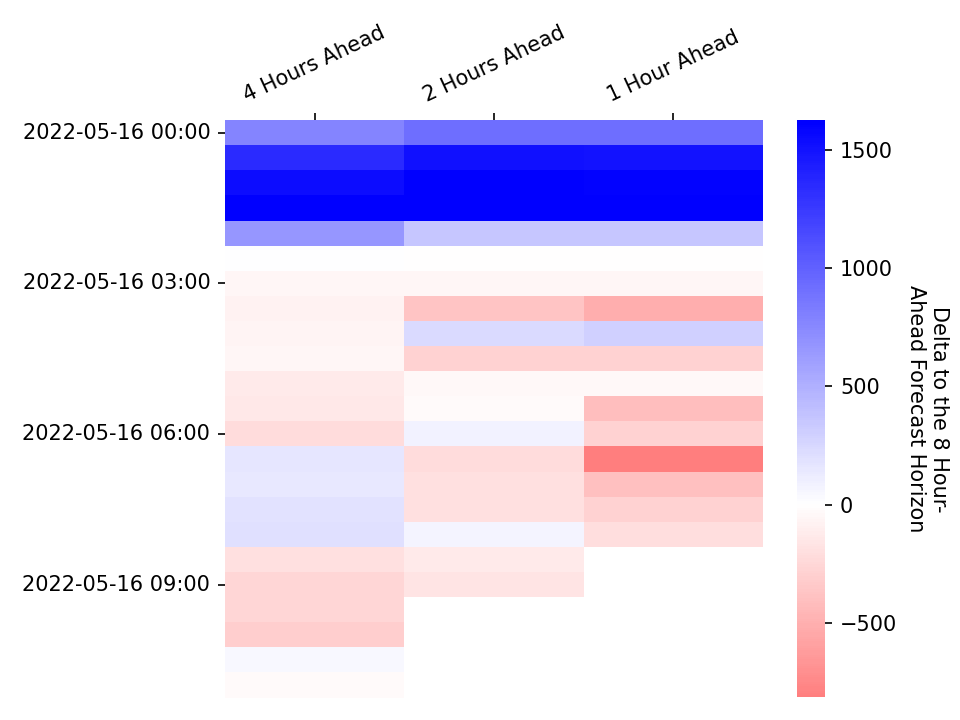 4 Hours Ahead
2 Hours Ahead
1 Hour Ahead
2022-05-16 00:00
2022-05-16 03:00
2022-05-16 06:00
2022-05-16 09:00
1500
1000
500
0
−500
Delta to the 8 Hour-
Ahead Forecast Horizon